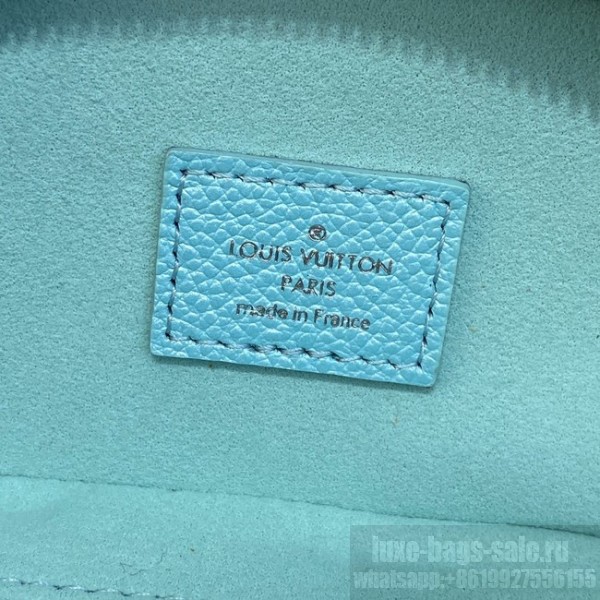 ®
LOUIS VUITTON
PARIS
made in France
luxe-bags-sale.ru
whatsapp:+8619927556155